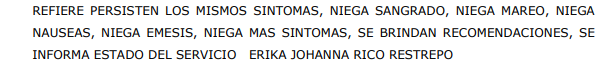 REFIERE PERSISTEN LOS MISMOS SINTOMAS, NIEGA SANGRADO, NIEGA MAREO, NIEGA
NAUSEAS, NIEGA EMESIS, NIEGA MAS SINTOMAS, SE BRINDAN RECOMENDACIONES, SE
INFORMA ESTADO DEL SERVICIO   ERIKA JOHANNA RICO RESTREPO